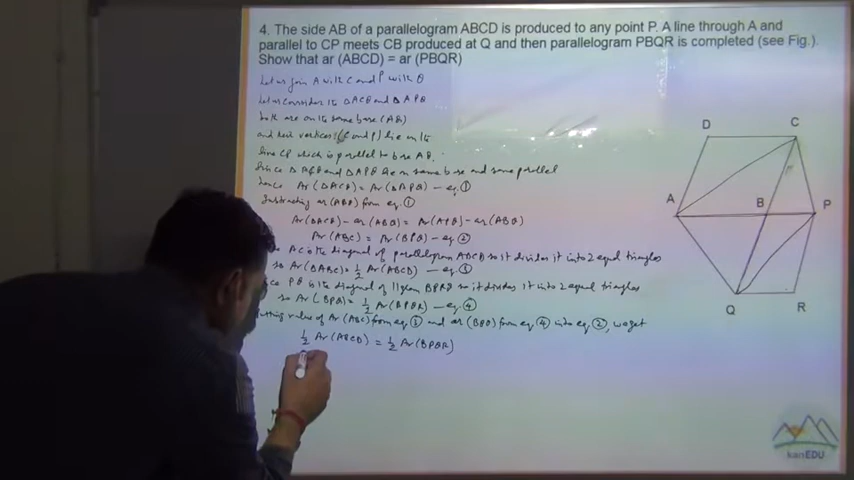 4. The side AB of a parallelogram ABCD is produced to any point P. A line through A and
parallel to CP meets CB produced at Q and then parallelogram PBQR is completed (see Fig.).
Show that ar (ABCD) = ar (PBQR)
Let us join A with C and P with Q
Let us consider the ΔACQ and ΔAPQ
both are on the same base (AQ)
and their vertices (C and P) lie on the
line CP which is parallel to base AQ.
Since ΔACQ and ΔAPQ are on same base and same parallel
hence Ar(ΔACQ) = Ar(ΔAPQ) - eq ①
Subtracting ar(ABQ) from eq. ①
Ar(ΔACQ) - ar(ABQ) = Ar(APQ) - ar(ABQ)
Ar(ABC) = Ar(BPQ) - eq ②
AC is the diagonal of parallelogram ABCD so it divides it into 2 equal triangles
so Ar(ΔABC) = 1/2 Ar(ABCD) - eq ③
PQ is the diagonal of ||gram BPRQ so it divides it into 2 equal triangles
so Ar(BPQ) = 1/2 Ar(BPQR) - eq ④
putting value of Ar(ABC) from eq ③ and ar(BPQ) from eq ④ into eq ②, we get
1/2 Ar(ABCD) = 1/2 Ar(BPQR)
D C
A B P
Q R
kanEDU